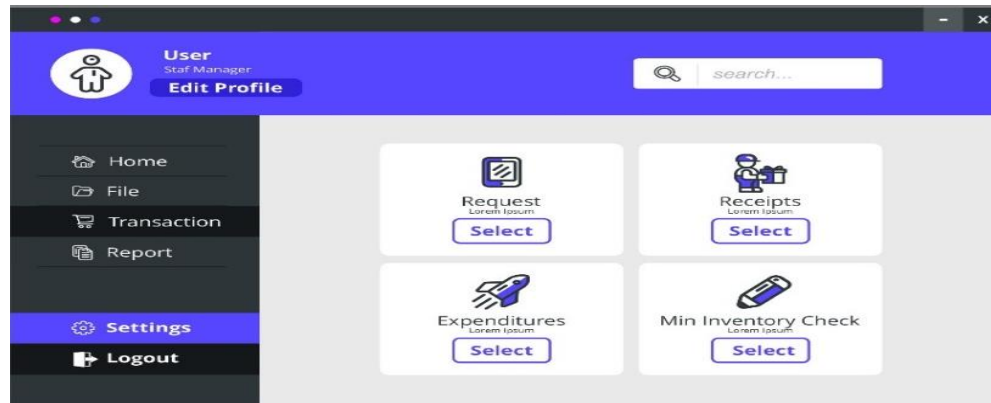 User
Staf Manager
Edit Profile
search...
Home
File
Transaction
Report
Settings
Logout
Request
Lorem Ipsum
Select
Receipts
Lorem Ipsum
Select
Expenditures
Lorem Ipsum
Select
Min Inventory Check
Lorem Ipsum
Select